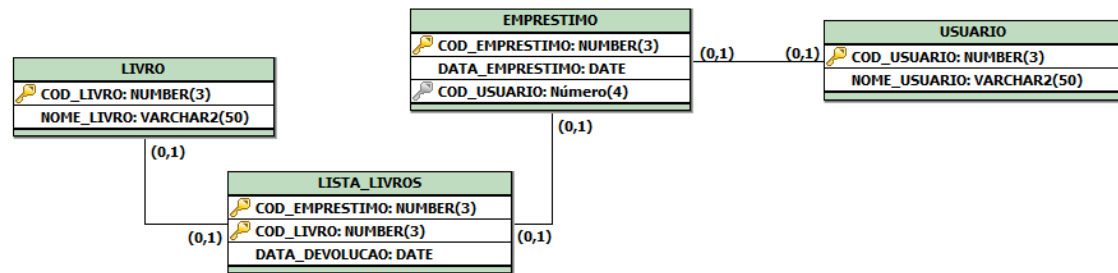 EMPRESTIMO
COD_EMPRESTIMO: NUMBER(3)
DATA_EMPRESTIMO: DATE
COD_USUARIO: Número(4)
(0,1)
(0,1)
USUARIO
COD_USUARIO: NUMBER(3)
NOME_USUARIO: VARCHAR2(50)
LIVRO
COD_LIVRO: NUMBER(3)
NOME_LIVRO: VARCHAR2(50)
(0,1)
(0,1)
LISTA_LIVROS
COD_EMPRESTIMO: NUMBER(3)
COD_LIVRO: NUMBER(3)
DATA_DEVOLUCAO: DATE
(0,1)
(0,1)